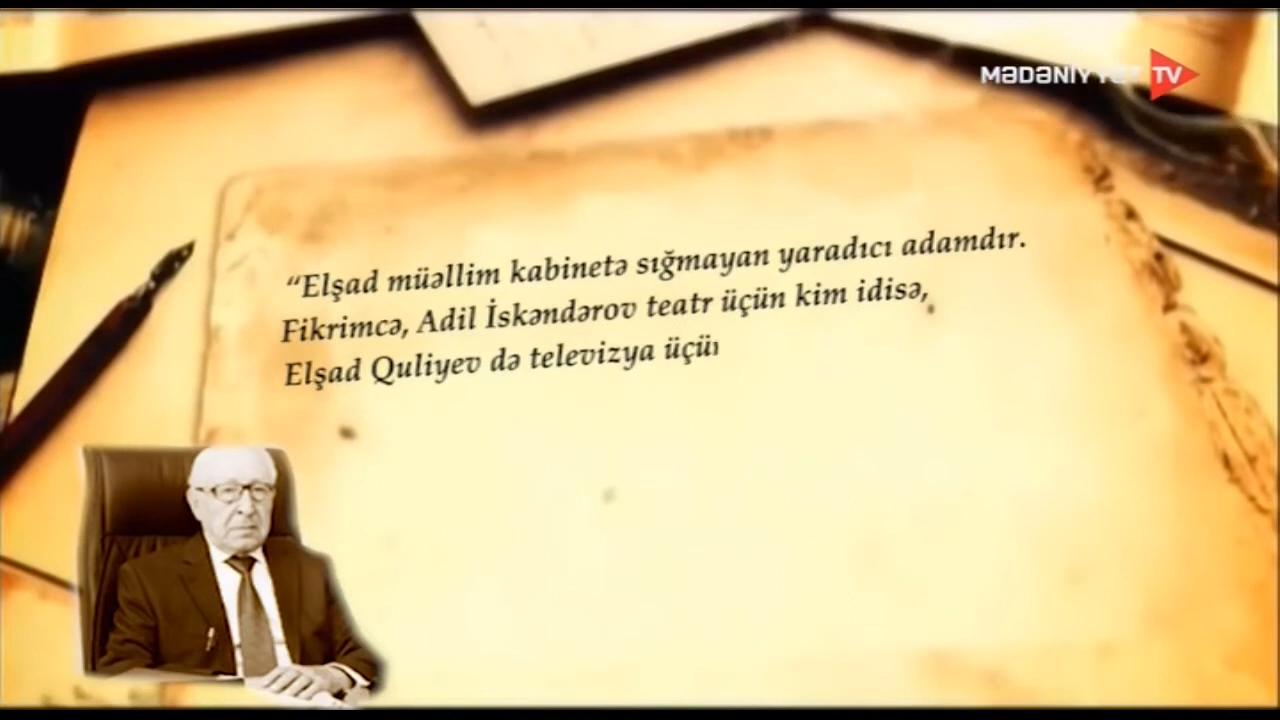 MƏDƏNİYYƏT TV
“Elşad müəllim kabinetə sığmayan yaradıcı adamdır.
Fikrimcə, Adil İskəndərov teatr üçün kim idisə,
Elşad Quliyev də televizya üçü